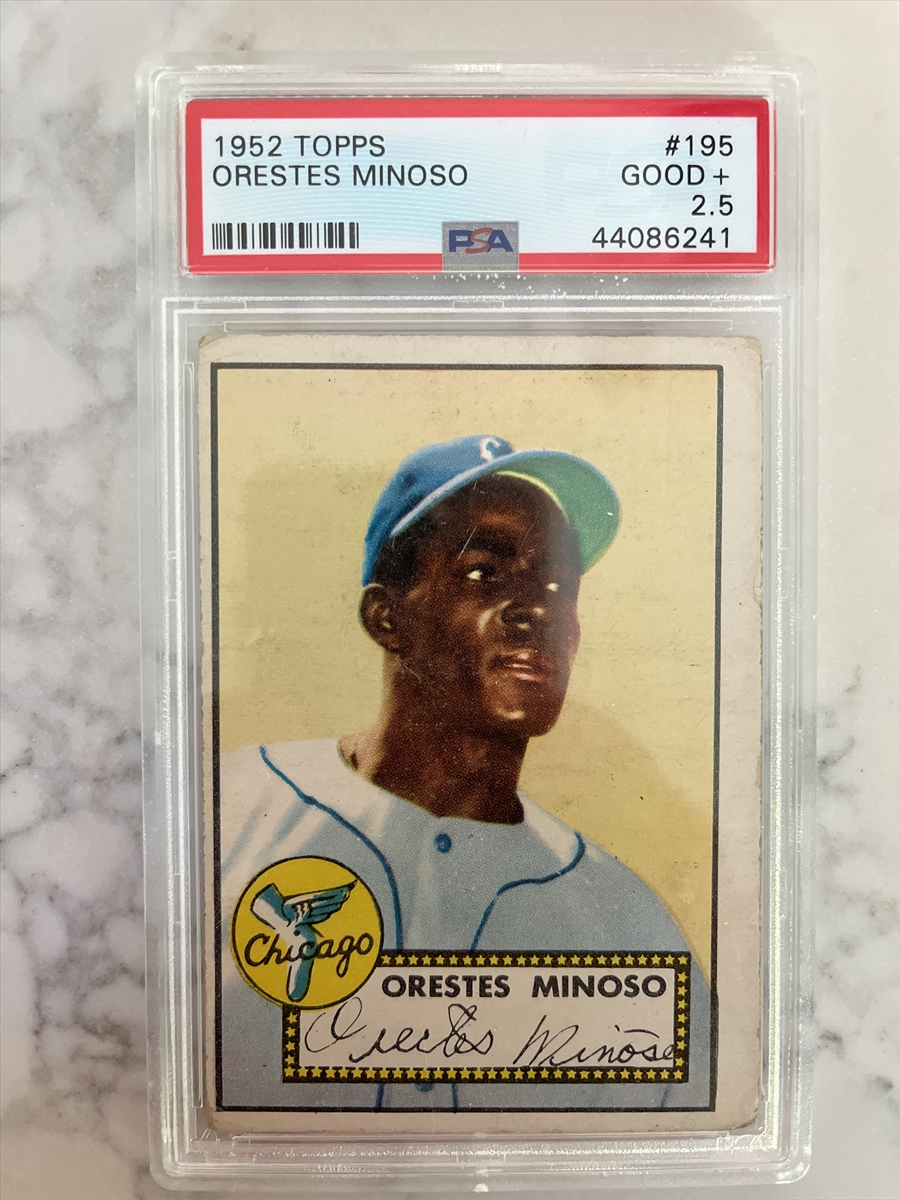 1952 TOPPS #195
ORESTES MINOSO GOOD +
2.5
PSA 44086241
S
Chicago
ORESTES MINOSO
Orestes Minoso